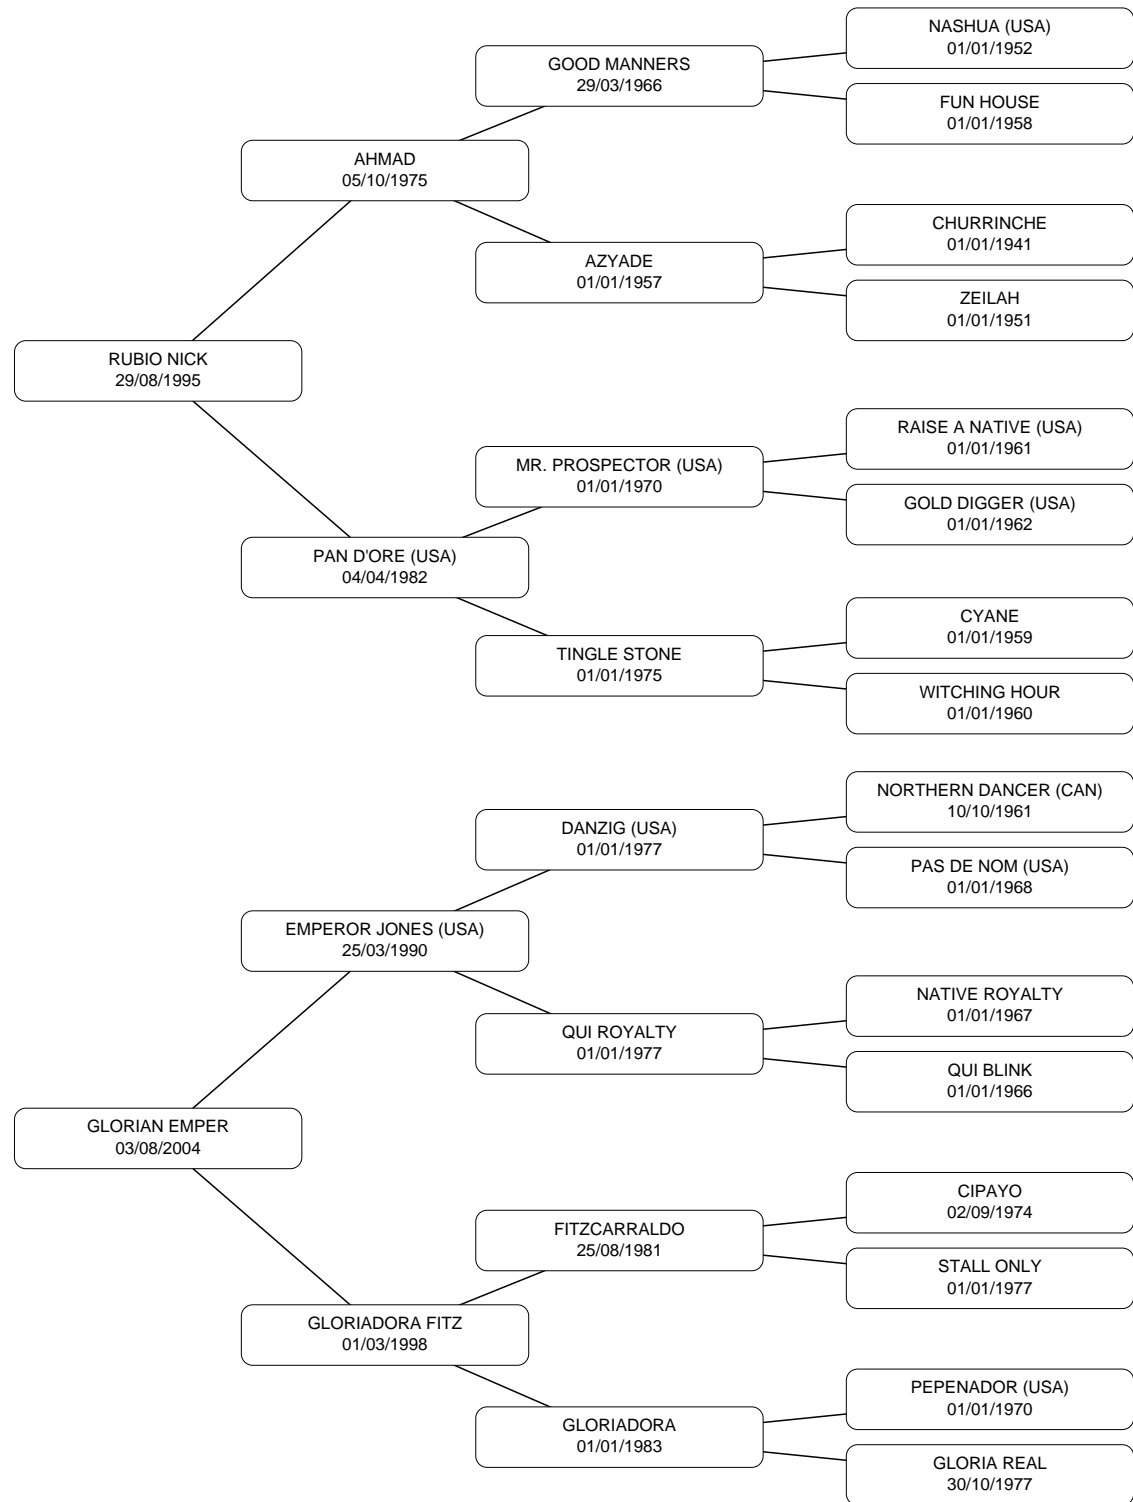 NASHUA (USA)
01/01/1952
GOOD MANNERS
29/03/1966
FUN HOUSE
01/01/1958
AHMAD
05/10/1975
CHURRINCHE
01/01/1941
AZYADE
01/01/1957
ZEILAH
01/01/1951
RUBIO NICK
29/08/1995
RAISE A NATIVE (USA)
01/01/1961
MR. PROSPECTOR (USA)
01/01/1970
GOLD DIGGER (USA)
01/01/1962
PAN D'ORE (USA)
04/04/1982
CYANE
01/01/1959
TINGLE STONE
01/01/1975
WITCHING HOUR
01/01/1960
NORTHERN DANCER (CAN)
10/10/1961
DANZIG (USA)
01/01/1977
PAS DE NOM (USA)
01/01/1968
EMPEROR JONES (USA)
25/03/1990
NATIVE ROYALTY
01/01/1967
QUI ROYALTY
01/01/1977
QUI BLINK
01/01/1966
GLORIAN EMPER
03/08/2004
CIPAYO
02/09/1974
FITZCARRALDO
25/08/1981
STALL ONLY
01/01/1977
GLORIADORA FITZ
01/03/1998
PEPENADOR (USA)
01/01/1970
GLORIADORA
01/01/1983
GLORIA REAL
30/10/1977